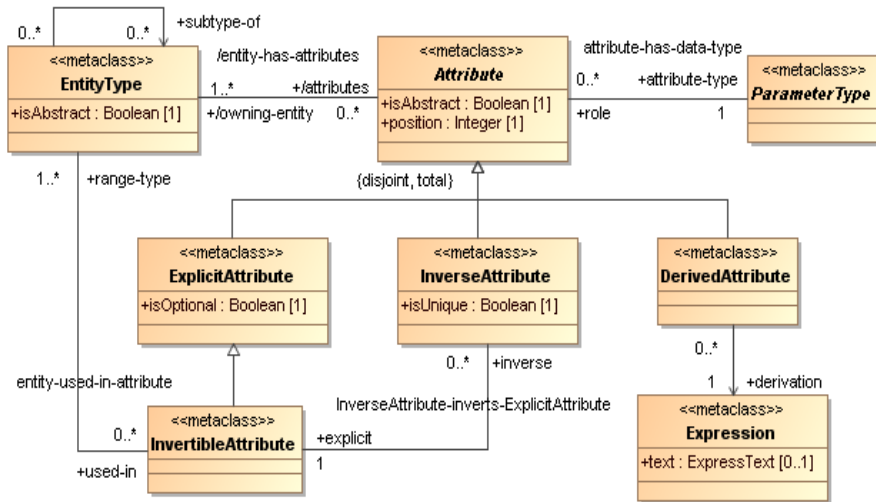 0..*
0..*
+subtype-of
<<metaclass>>
EntityType
+isAbstract : Boolean [1]
/entity-has-attributes
1..*
+/attributes
+/owning-entity
0..*
<<metaclass>>
Attribute
+isAbstract : Boolean [1]
+position : Integer [1]
attribute-has-data-type
0..*
+attribute-type
+role
1
<<metaclass>>
ParameterType
1..*
+range-type
{disjoint, total}
<<metaclass>>
ExplicitAttribute
+isOptional : Boolean [1]
<<metaclass>>
InverseAttribute
+isUnique : Boolean [1]
<<metaclass>>
DerivedAttribute
0..*
+inverse
0..*
entity-used-in-attribute
1
+derivation
InverseAttribute-inverts-ExplicitAttribute
<<metaclass>>
InvertibleAttribute
0..*
+used-in
+explicit
1
<<metaclass>>
Expression
+text : ExpressText [0..1]